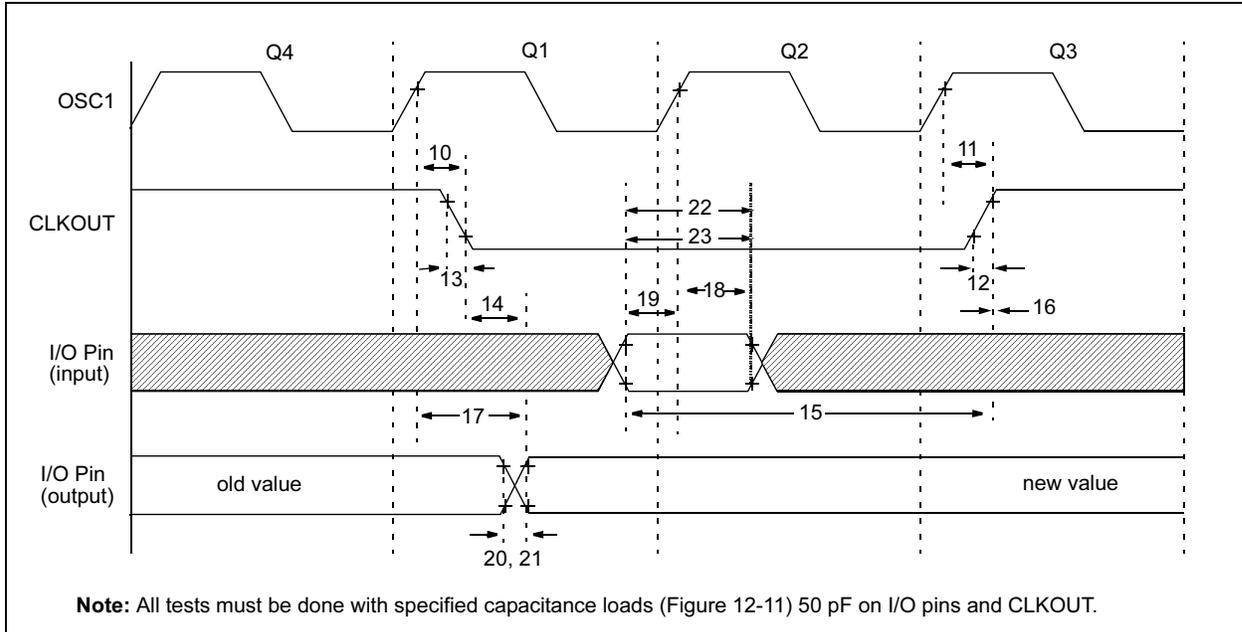 Q4
Q1
Q2
Q3
OSC1
10
11
CLKOUT
22
23
13
12
18
19
14
16
I/O Pin
(input)
17
15
I/O Pin
(output)
old value
new value
20, 21
Note: All tests must be done with specified capacitance loads (Figure 12-11) 50 pF on I/O pins and CLKOUT.